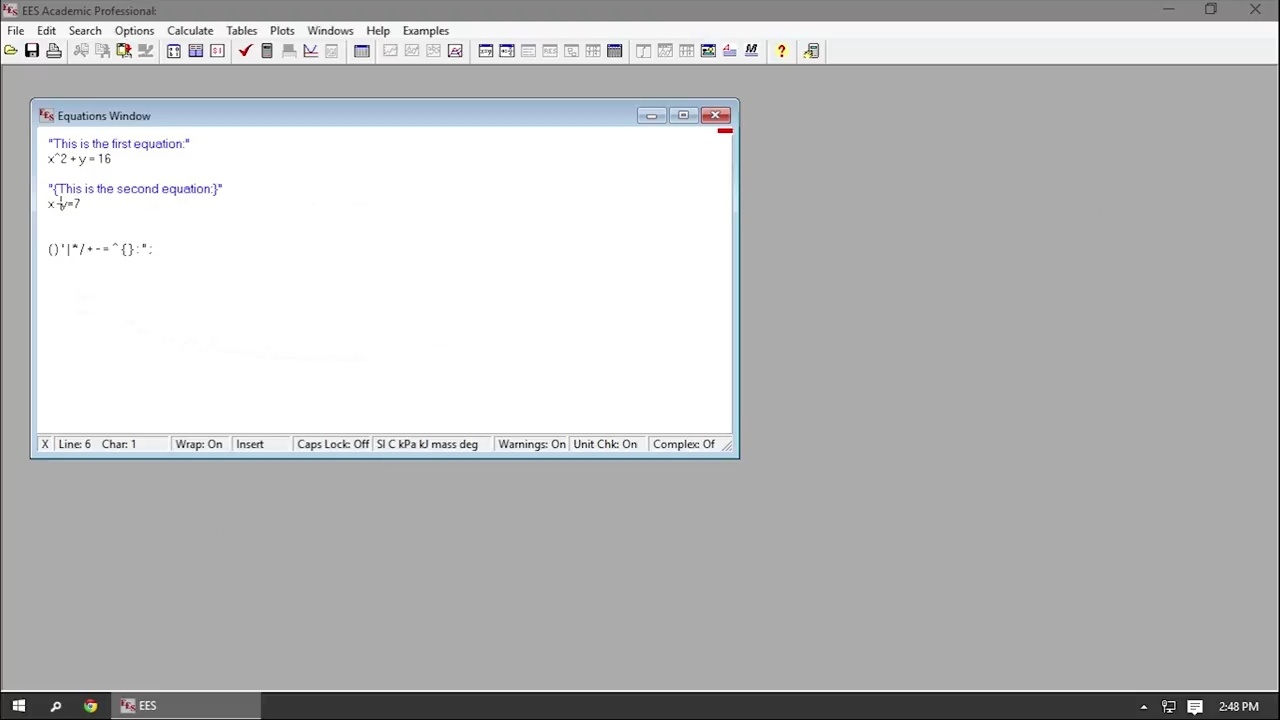 EES Academic Professional:
File Edit Search Options Calculate Tables Plots Windows Help Examples
Equations Window
"This is the first equation:"
x^2 + y = 16
"{This is the second equation:}"
x-y=7
()'|*/+-=^{}:";
X Line: 6 Char: 1 Wrap: On Insert Caps Lock: Off SI C kPa kJ mass deg Warnings: On Unit Chk: On Complex: Of
EES 2:48 PM